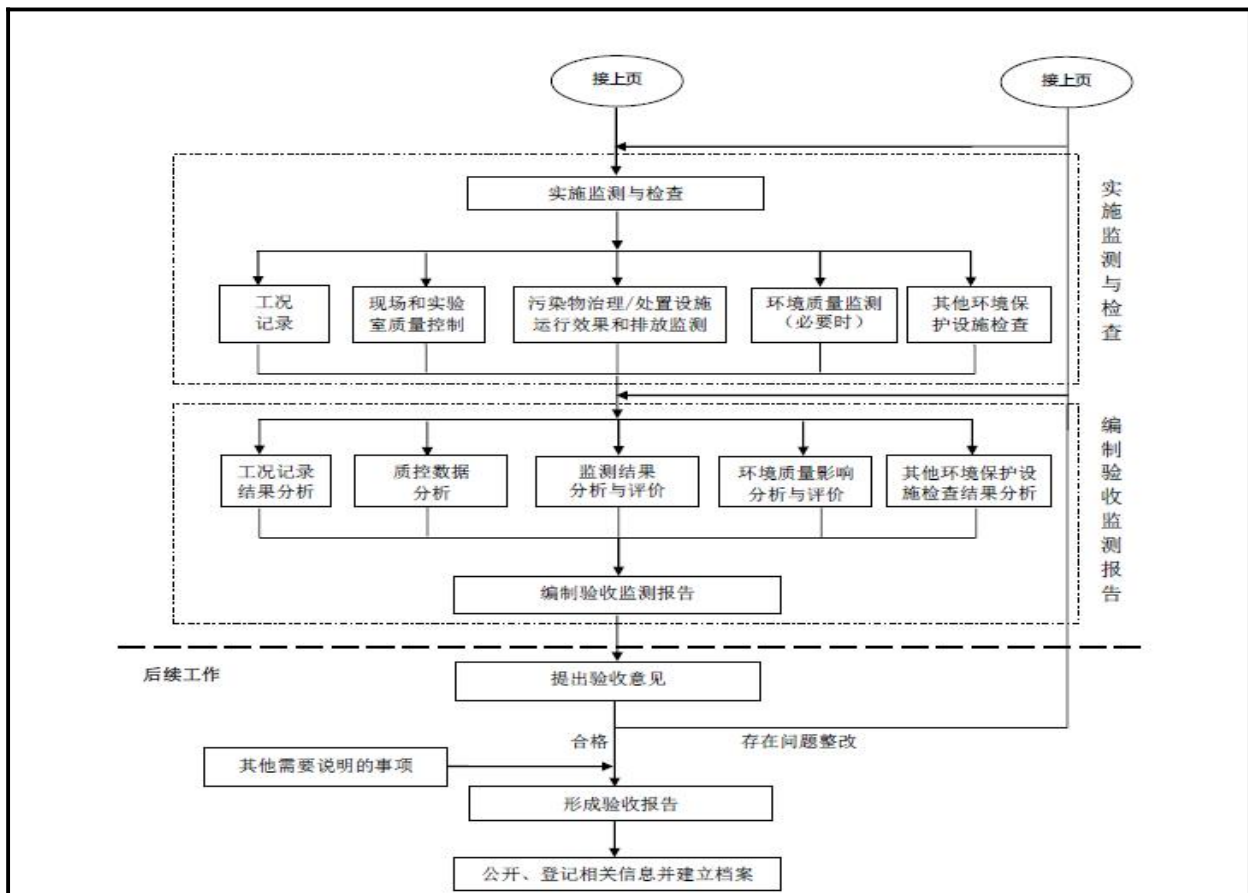 接上页
接上页
实施监测与检查
实施监测与检查
工况
记录
现场和实验
室质量控制
污染物治理/处置设施
运行效果和排放监测
环境质量监测
（必要时）
其他环境保
护设施检查
工况记录
结果分析
质控数据
分析
监测结果
分析与评价
环境质量影响
分析与评价
其他环境保护设
施检查结果分析
编制验收监测报告
编制验收监测报告
后续工作
提出验收意见
合格
存在问题整改
其他需要说明的事项
形成验收报告
公开、登记相关信息并建立档案